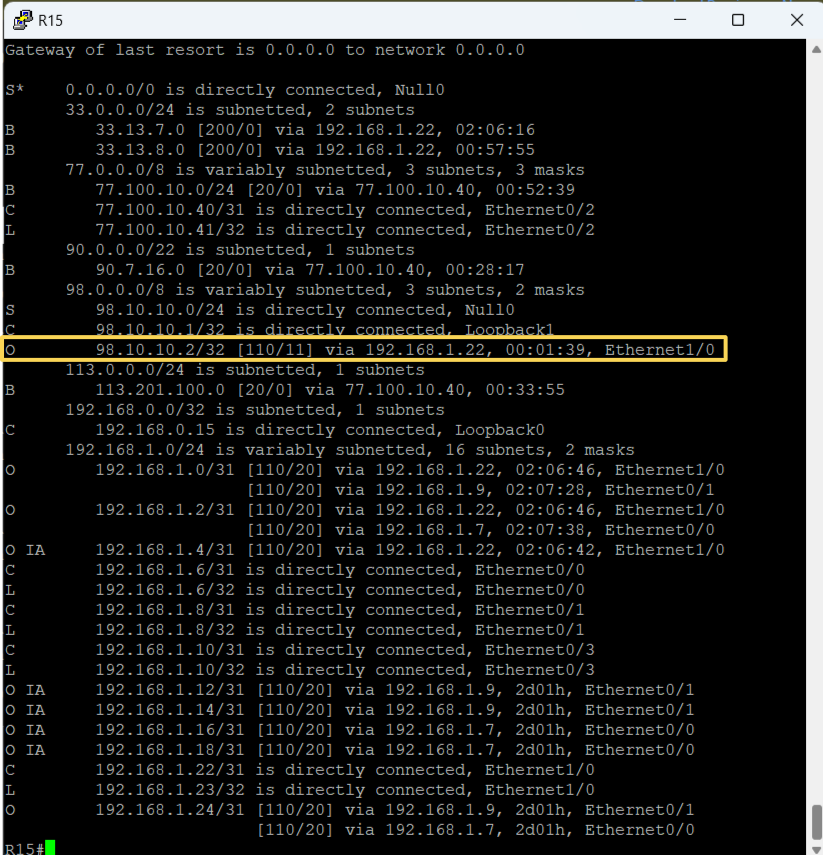 R15
Gateway of last resort is 0.0.0.0 to network 0.0.0.0
S*    0.0.0.0/0 is directly connected, Null0
      33.0.0.0/24 is subnetted, 2 subnets
B        33.13.7.0 [200/0] via 192.168.1.22, 02:06:16
B        33.13.8.0 [200/0] via 192.168.1.22, 00:57:55
      77.0.0.0/8 is variably subnetted, 3 subnets, 3 masks
B        77.100.10.0/24 [20/0] via 77.100.10.40, 00:52:39
C        77.100.10.40/31 is directly connected, Ethernet0/2
L        77.100.10.41/32 is directly connected, Ethernet0/2
      90.0.0.0/22 is subnetted, 1 subnets
B        90.7.16.0 [20/0] via 77.100.10.40, 00:28:17
      98.0.0.0/8 is variably subnetted, 3 subnets, 2 masks
S        98.10.10.0/24 is directly connected, Null0
C        98.10.10.1/32 is directly connected, Loopback1
O        98.10.10.2/32 [110/11] via 192.168.1.22, 00:01:39, Ethernet1/0
      113.0.0.0/24 is subnetted, 1 subnets
B        113.201.100.0 [20/0] via 77.100.10.40, 00:33:55
      192.168.0.0/32 is subnetted, 1 subnets
C        192.168.0.15 is directly connected, Loopback0
      192.168.1.0/24 is variably subnetted, 16 subnets, 2 masks
O        192.168.1.0/31 [110/20] via 192.168.1.22, 02:06:46, Ethernet1/0
                        [110/20] via 192.168.1.9, 02:07:28, Ethernet0/1
O        192.168.1.2/31 [110/20] via 192.168.1.22, 02:06:46, Ethernet1/0
                        [110/20] via 192.168.1.7, 02:07:38, Ethernet0/0
O IA     192.168.1.4/31 [110/20] via 192.168.1.22, 02:06:42, Ethernet1/0
C        192.168.1.6/31 is directly connected, Ethernet0/0
L        192.168.1.6/32 is directly connected, Ethernet0/0
C        192.168.1.8/31 is directly connected, Ethernet0/1
L        192.168.1.8/32 is directly connected, Ethernet0/1
C        192.168.1.10/31 is directly connected, Ethernet0/3
L        192.168.1.10/32 is directly connected, Ethernet0/3
O IA     192.168.1.12/31 [110/20] via 192.168.1.9, 2d01h, Ethernet0/1
O IA     192.168.1.14/31 [110/20] via 192.168.1.9, 2d01h, Ethernet0/1
O IA     192.168.1.16/31 [110/20] via 192.168.1.7, 2d01h, Ethernet0/0
O IA     192.168.1.18/31 [110/20] via 192.168.1.7, 2d01h, Ethernet0/0
C        192.168.1.22/31 is directly connected, Ethernet1/0
L        192.168.1.23/32 is directly connected, Ethernet1/0
O        192.168.1.24/31 [110/20] via 192.168.1.9, 2d01h, Ethernet0/1
                         [110/20] via 192.168.1.7, 2d01h, Ethernet0/0
R15#